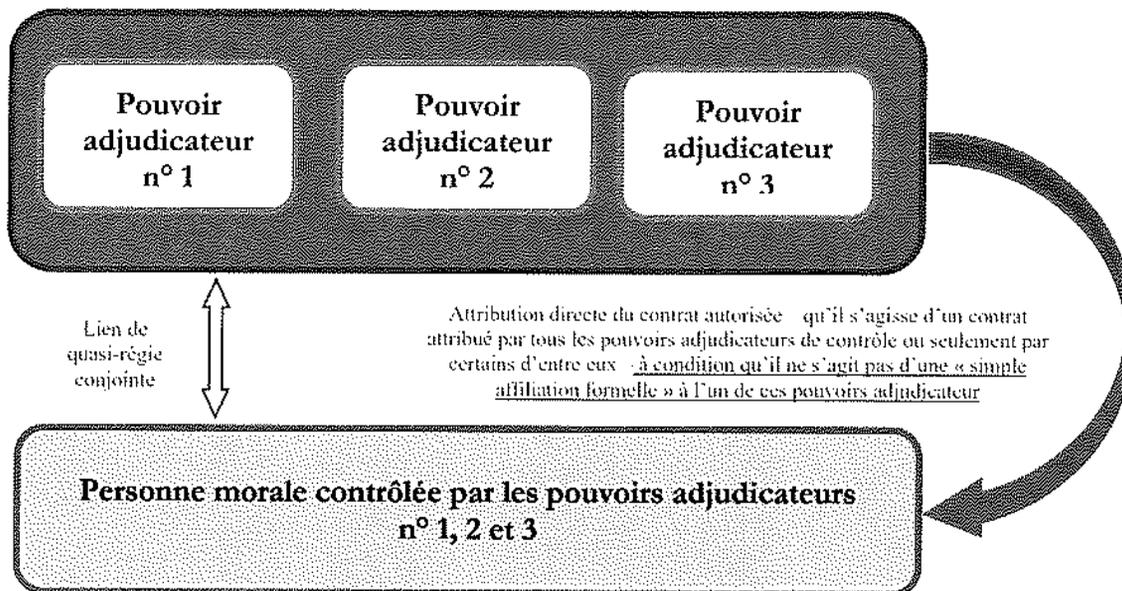 Pouvoir
adjudicateur
n° 1
Pouvoir
adjudicateur
n° 2
Pouvoir
adjudicateur
n° 3
Lien de
quasi-régie
conjointe
Attribution directe du contrat autorisée qu'il s'agisse d'un contrat
attribué par tous les pouvoirs adjudicateurs de contrôle ou seulement par
certains d'entre eux - à condition qu'il ne s'agit pas d'une « simple
affiliation formelle » à l'un de ces pouvoirs adjudicateur
Personne morale contrôlée par les pouvoirs adjudicateurs
n° 1, 2 et 3